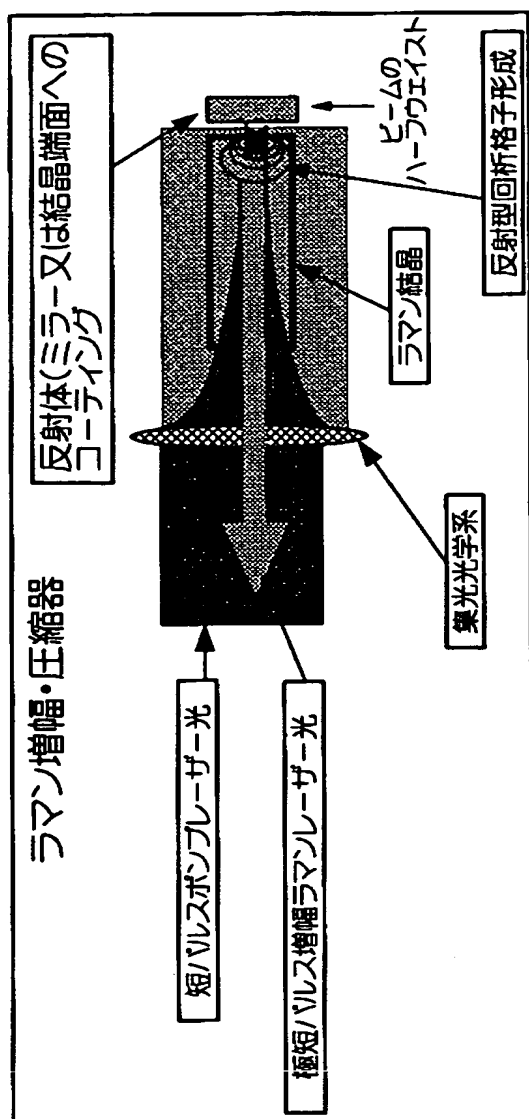 ラマン増幅・圧縮器
反射体(ミラー又は結晶端面への
コーティング
ビームの
ハーフウェイスト
反射型回折格子形成
ラマン結晶
集光光学系
短パルスポンプレーザー光
極短パルス増幅ラマンレーザー光